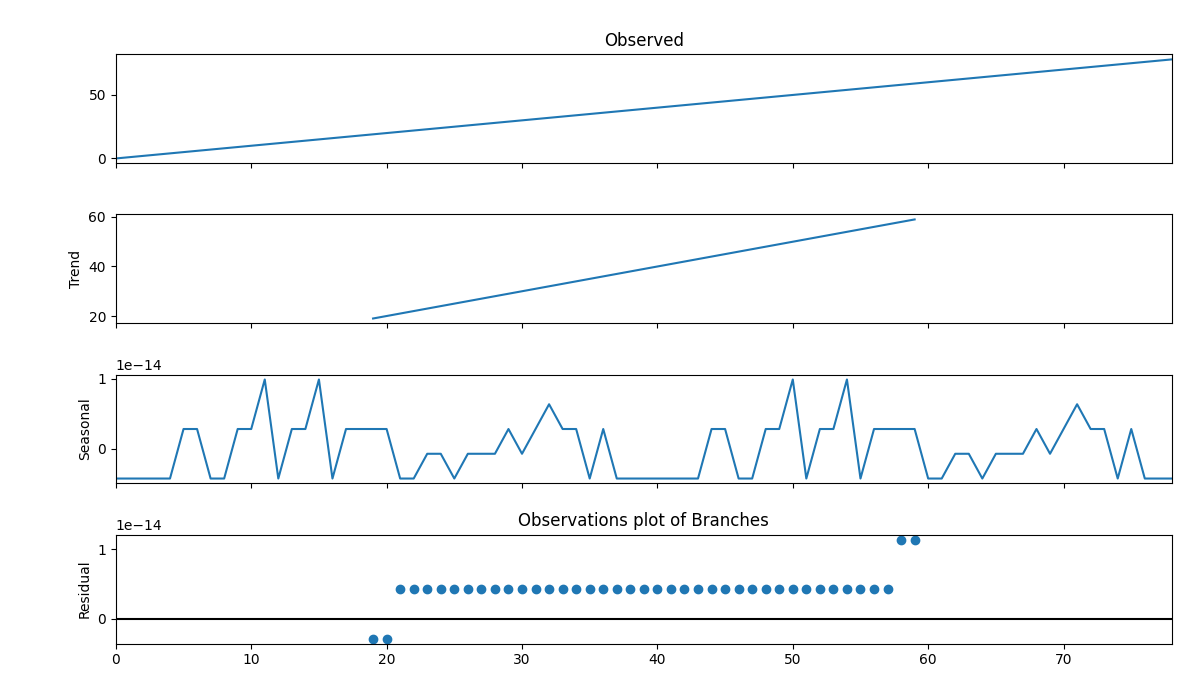 Observed
50
0
60
Trend
40
20
1e−14
1
Seasonal
0
Observations plot of Branches
1e−14
1
Residual
0
0 10 20 30 40 50 60 70